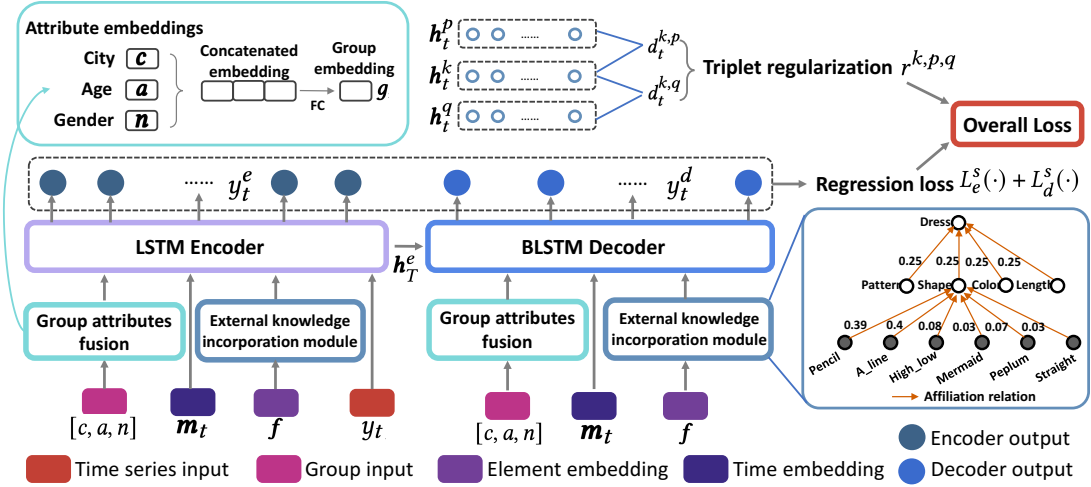 Attribute embeddings
City c
Age a
Gender n
Concatenated embedding
FC
Group embedding
g
h_t^p ......
h_t^k ......
h_t^q ......
d_t^{k,p}
d_t^{k,q}
Triplet regularization r^{k,p,q}
Overall Loss
Regression loss L_e^s(·) + L_d^s(·)
...... y_t^e
...... y_t^d
LSTM Encoder
h_T^e
BLSTM Decoder
Group attributes fusion
External knowledge incorporation module
Group attributes fusion
External knowledge incorporation module
[c, a, n]
m_t
f
y_t
[c, a, n]
m_t
f
Dress
0.25 0.25 0.25 0.25
Pattern Shape Color Length
0.39 0.4 0.08 0.03 0.07 0.03
Pencil A_line High_low Mermaid Peplum Straight
Affiliation relation
Encoder output
Time series input Group input Element embedding Time embedding Decoder output